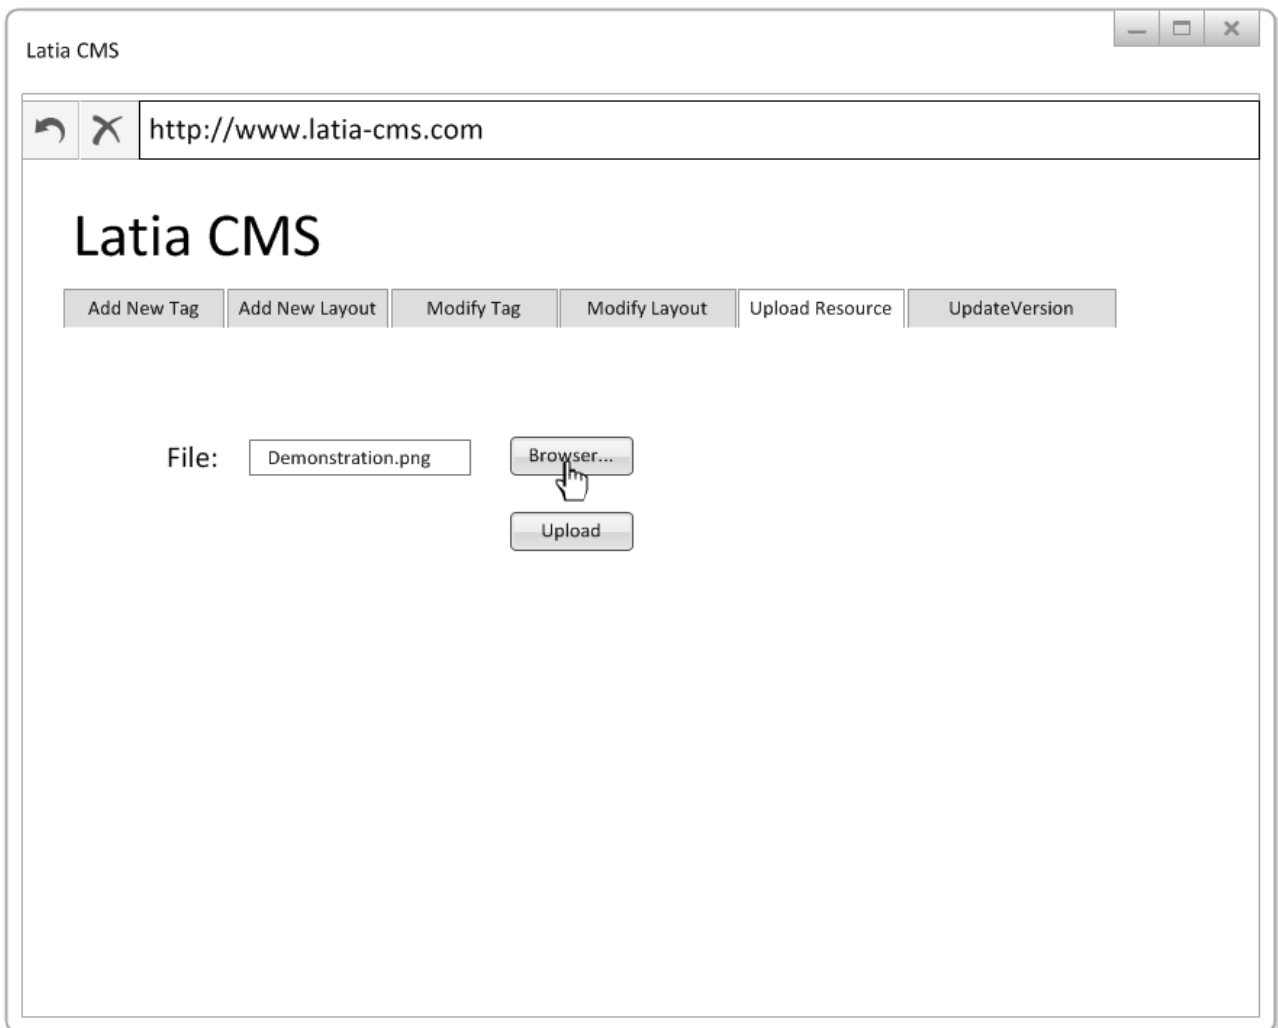 Latia CMS
http://www.latia-cms.com
Latia CMS
Add New Tag Add New Layout Modify Tag Modify Layout Upload Resource UpdateVersion
File: Demonstration.png Browser...
Upload